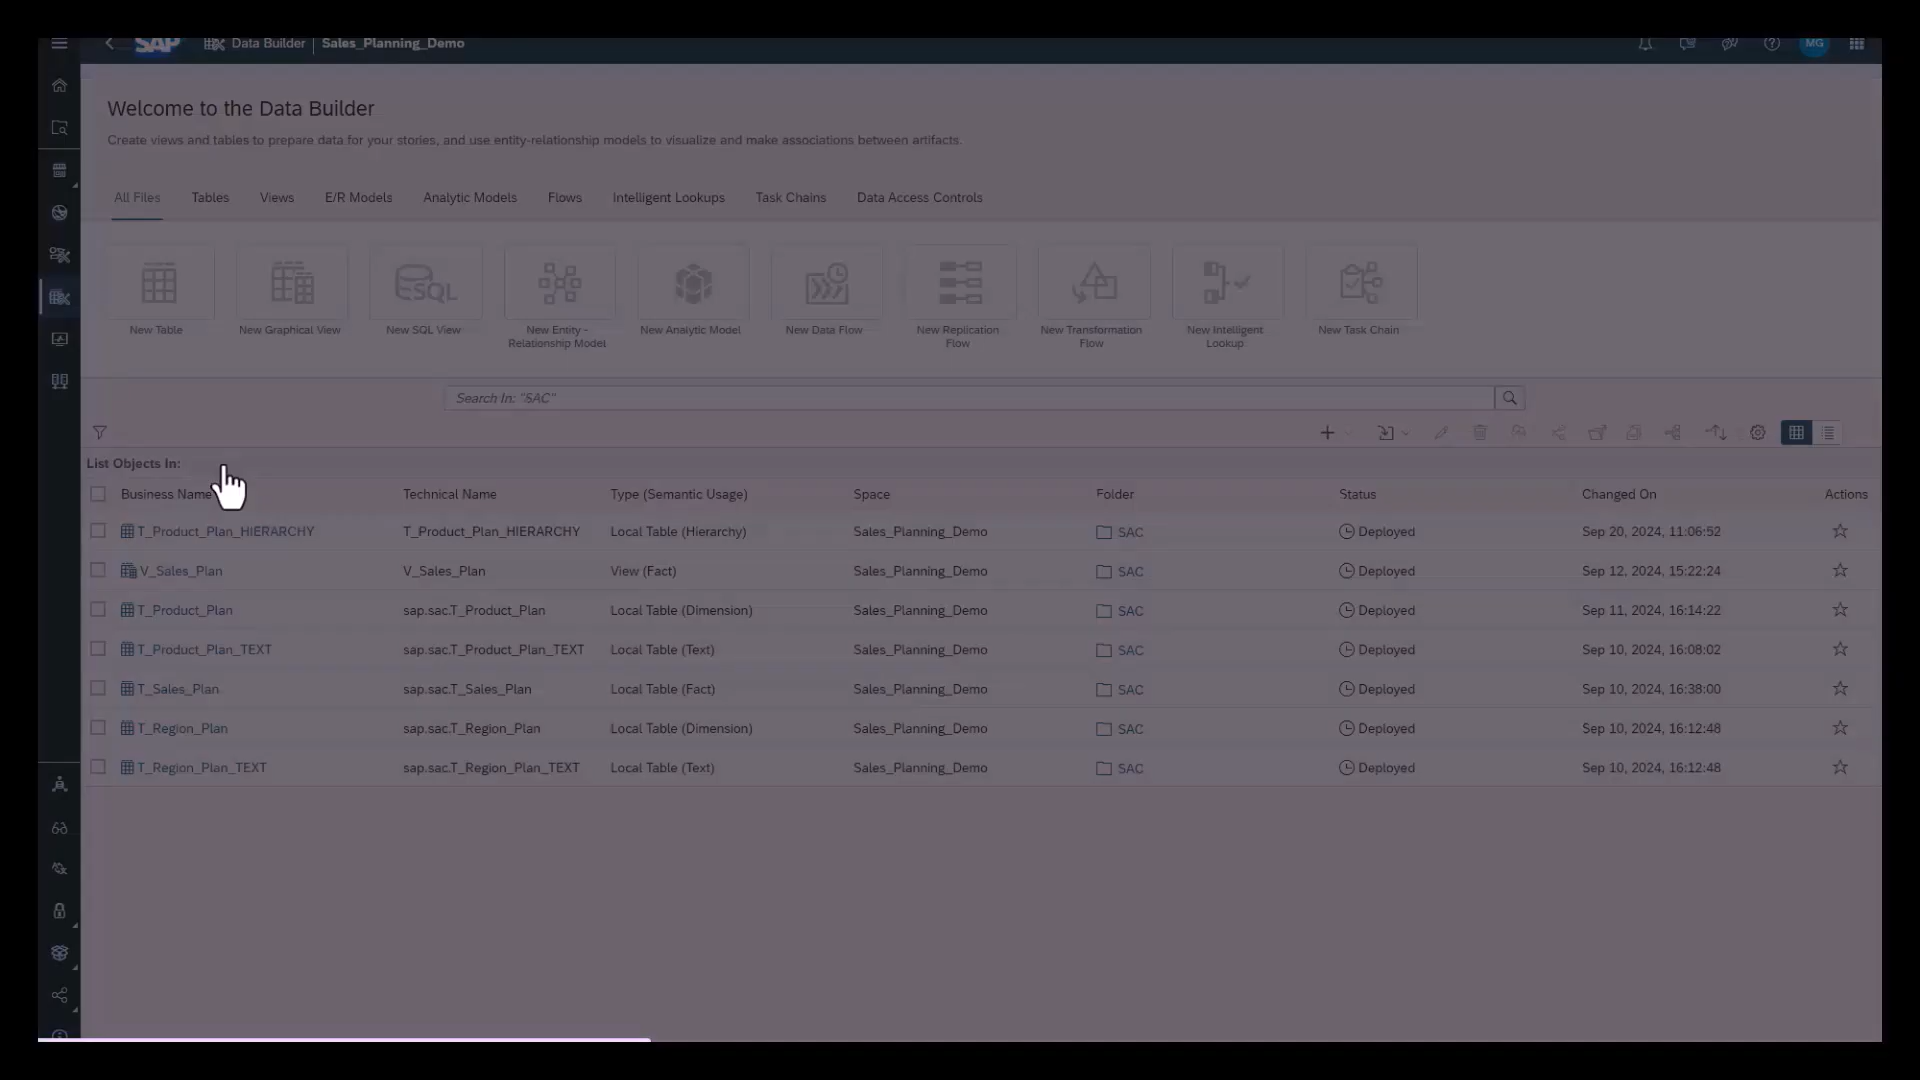 SAP Data Builder Sales_Planning_Demo MG
Welcome to the Data Builder
Create views and tables to prepare data for your stories, and use entity-relationship models to visualize and make associations between artifacts.
All Files Tables Views E/R Models Analytic Models Flows Intelligent Lookups Task Chains Data Access Controls
SQL
New Table New Graphical View New SQL View New Entity - New Analytic Model New Data Flow New Replication New Transformation New Intelligent New Task Chain
Relationship Model Flow Flow Lookup
Search In: "SAC"
List Objects In:
Business Name Technical Name Type (Semantic Usage) Space Folder Status Changed On Actions
T_Product_Plan_HIERARCHY T_Product_Plan_HIERARCHY Local Table (Hierarchy) Sales_Planning_Demo SAC Deployed Sep 20, 2024, 11:06:52
V_Sales_Plan V_Sales_Plan View (Fact) Sales_Planning_Demo SAC Deployed Sep 12, 2024, 15:22:24
T_Product_Plan sap.sac.T_Product_Plan Local Table (Dimension) Sales_Planning_Demo SAC Deployed Sep 11, 2024, 16:14:22
T_Product_Plan_TEXT sap.sac.T_Product_Plan_TEXT Local Table (Text) Sales_Planning_Demo SAC Deployed Sep 10, 2024, 16:08:02
T_Sales_Plan sap.sac.T_Sales_Plan Local Table (Fact) Sales_Planning_Demo SAC Deployed Sep 10, 2024, 16:38:00
T_Region_Plan sap.sac.T_Region_Plan Local Table (Dimension) Sales_Planning_Demo SAC Deployed Sep 10, 2024, 16:12:48
T_Region_Plan_TEXT sap.sac.T_Region_Plan_TEXT Local Table (Text) Sales_Planning_Demo SAC Deployed Sep 10, 2024, 16:12:48